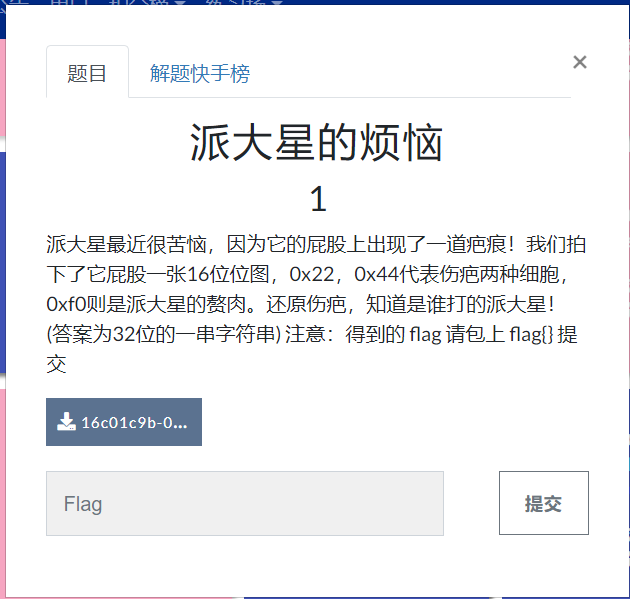 题目 解题快手榜 ×
派大星的烦恼
1
派大星最近很苦恼，因为它的屁股上出现了一道疤痕！我们拍
下了它屁股一张16位位图，0x22，0x44代表伤疤两种细胞，
0xf0则是派大星的赘肉。还原伤疤，知道是谁打的派大星！
(答案为32位的一串字符串) 注意：得到的 flag 请包上 flag{} 提
交
16c01c9b-0...
Flag 提交